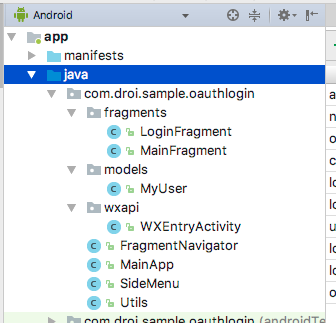 Android
app
manifests
java
com.droi.sample.oauthlogin
fragments
LoginFragment
MainFragment
models
MyUser
wxapi
WXEntryActivity
FragmentNavigator
MainApp
SideMenu
Utils
com.droi.sample.oauthlogin (androidTe